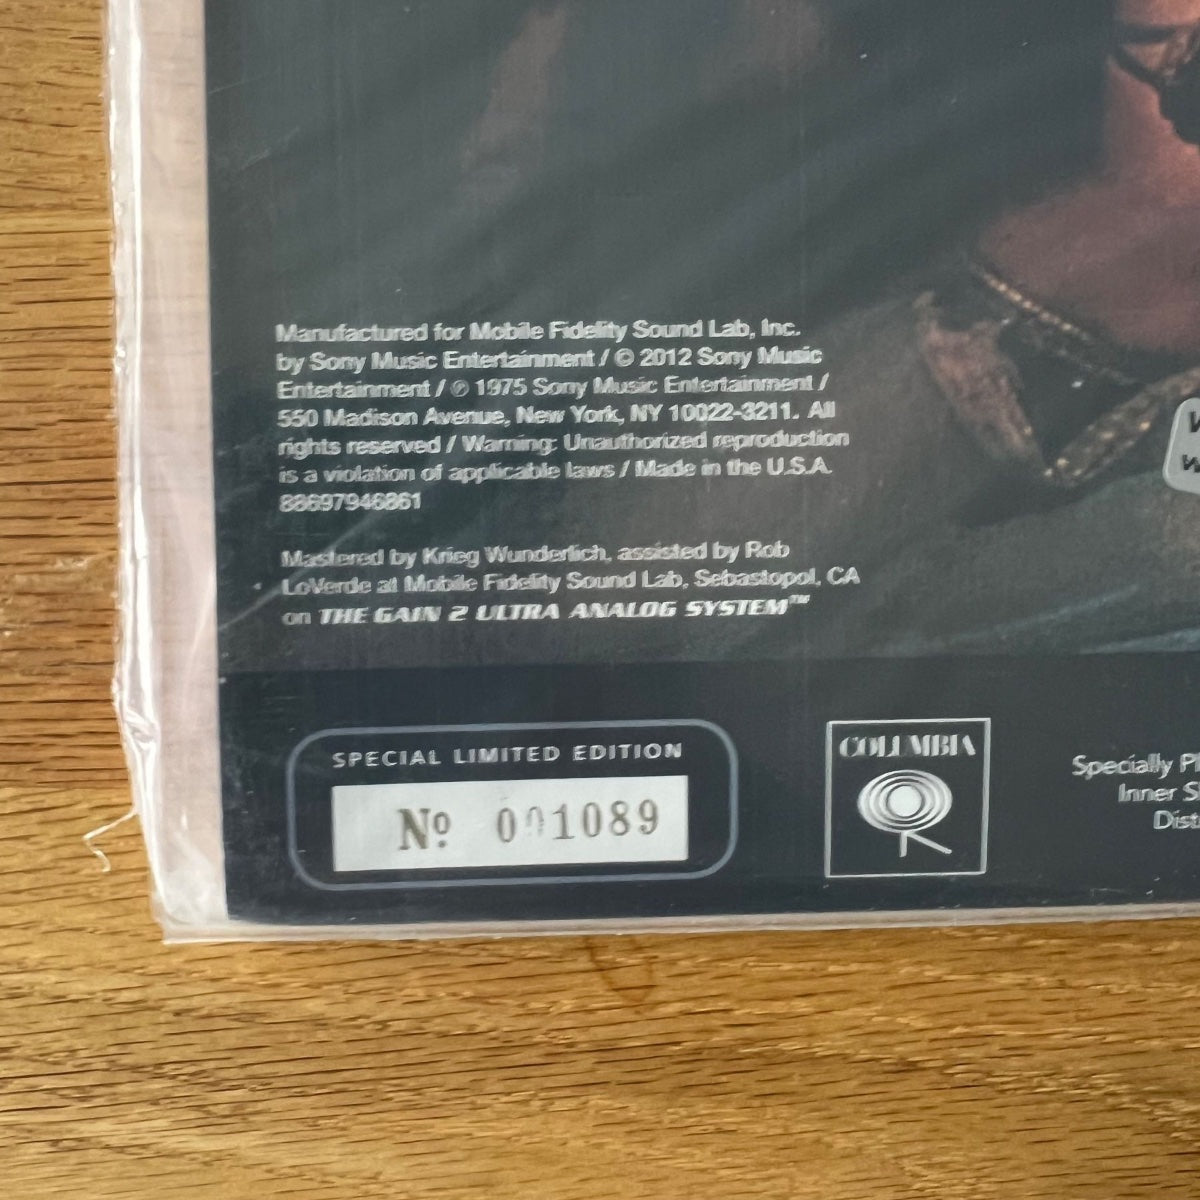 Manufactured for Mobile Fidelity Sound Lab, Inc.
by Sony Music Entertainment / © 2012 Sony Music
Entertainment / ℗ 1975 Sony Music Entertainment /
550 Madison Avenue, New York, NY 10022-3211. All
rights reserved / Warning: Unauthorized reproduction
is a violation of applicable laws / Made in the U.S.A.
88697946861
Mastered by Krieg Wunderlich, assisted by Rob
LoVerde at Mobile Fidelity Sound Lab, Sebastopol, CA
on THE GAIN 2 ULTRA ANALOG SYSTEM™
SPECIAL LIMITED EDITION
Nº 001089
COLUMBIA
Specially
Inner